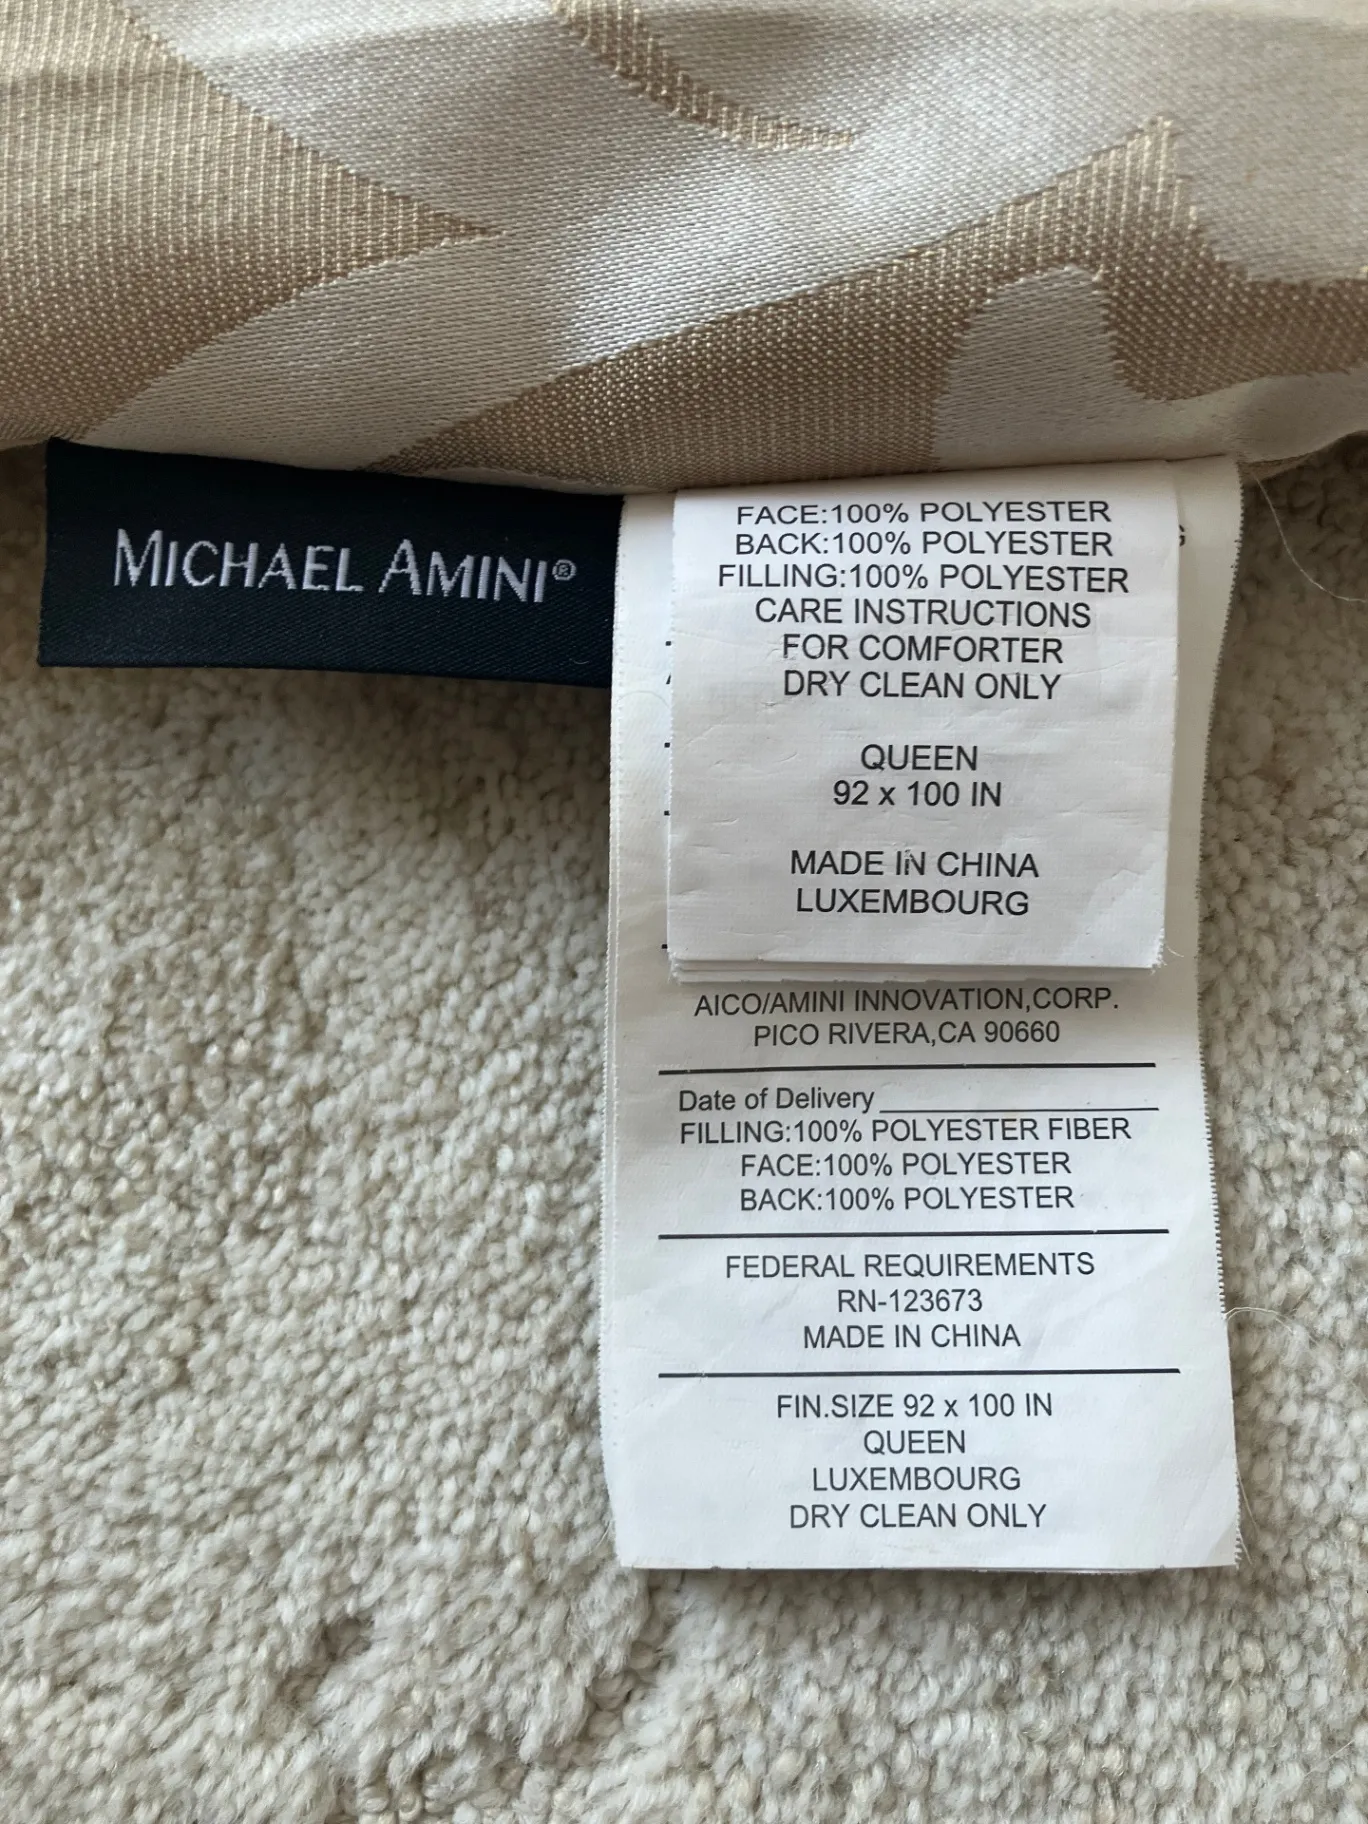 MICHAEL AMINI®
FACE:100% POLYESTER
BACK:100% POLYESTER
FILLING:100% POLYESTER
CARE INSTRUCTIONS
FOR COMFORTER
DRY CLEAN ONLY
QUEEN
92 x 100 IN
MADE IN CHINA
LUXEMBOURG
AICO/AMINI INNOVATION,CORP.
PICO RIVERA,CA 90660
Date of Delivery
FILLING:100% POLYESTER FIBER
FACE:100% POLYESTER
BACK:100% POLYESTER
FEDERAL REQUIREMENTS
RN-123673
MADE IN CHINA
FIN.SIZE 92 x 100 IN
QUEEN
LUXEMBOURG
DRY CLEAN ONLY